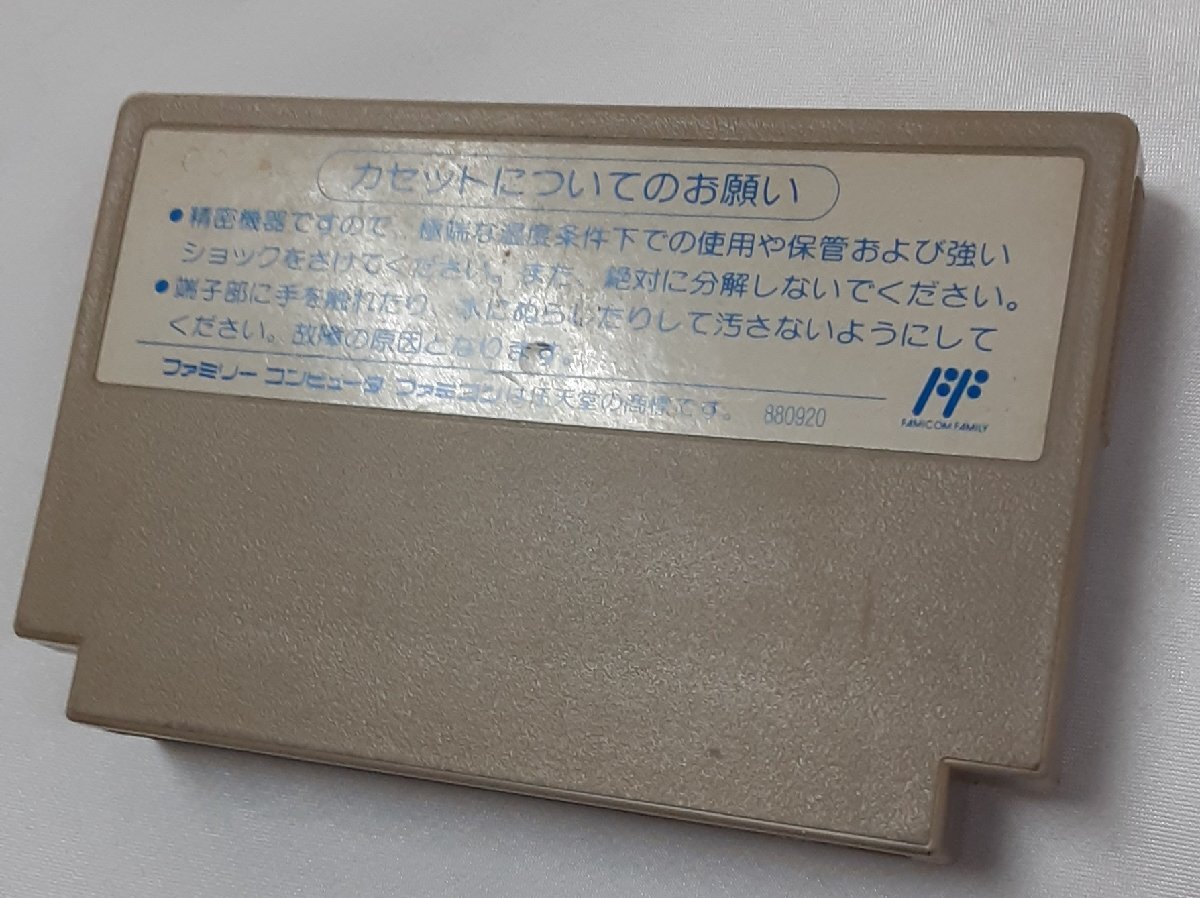 カセットについてのお願い
●精密機器ですので、極端な温度条件下での使用や保管および強い
ショックをさけてください。また、絶対に分解しないでください。
●端子部に手を触れたり、水にぬらしたりして汚さないようにして
ください。故障の原因となります。
ファミリーコンピュータ ファミコンは任天堂の商標です。 880920
FAMICOM FAMILY